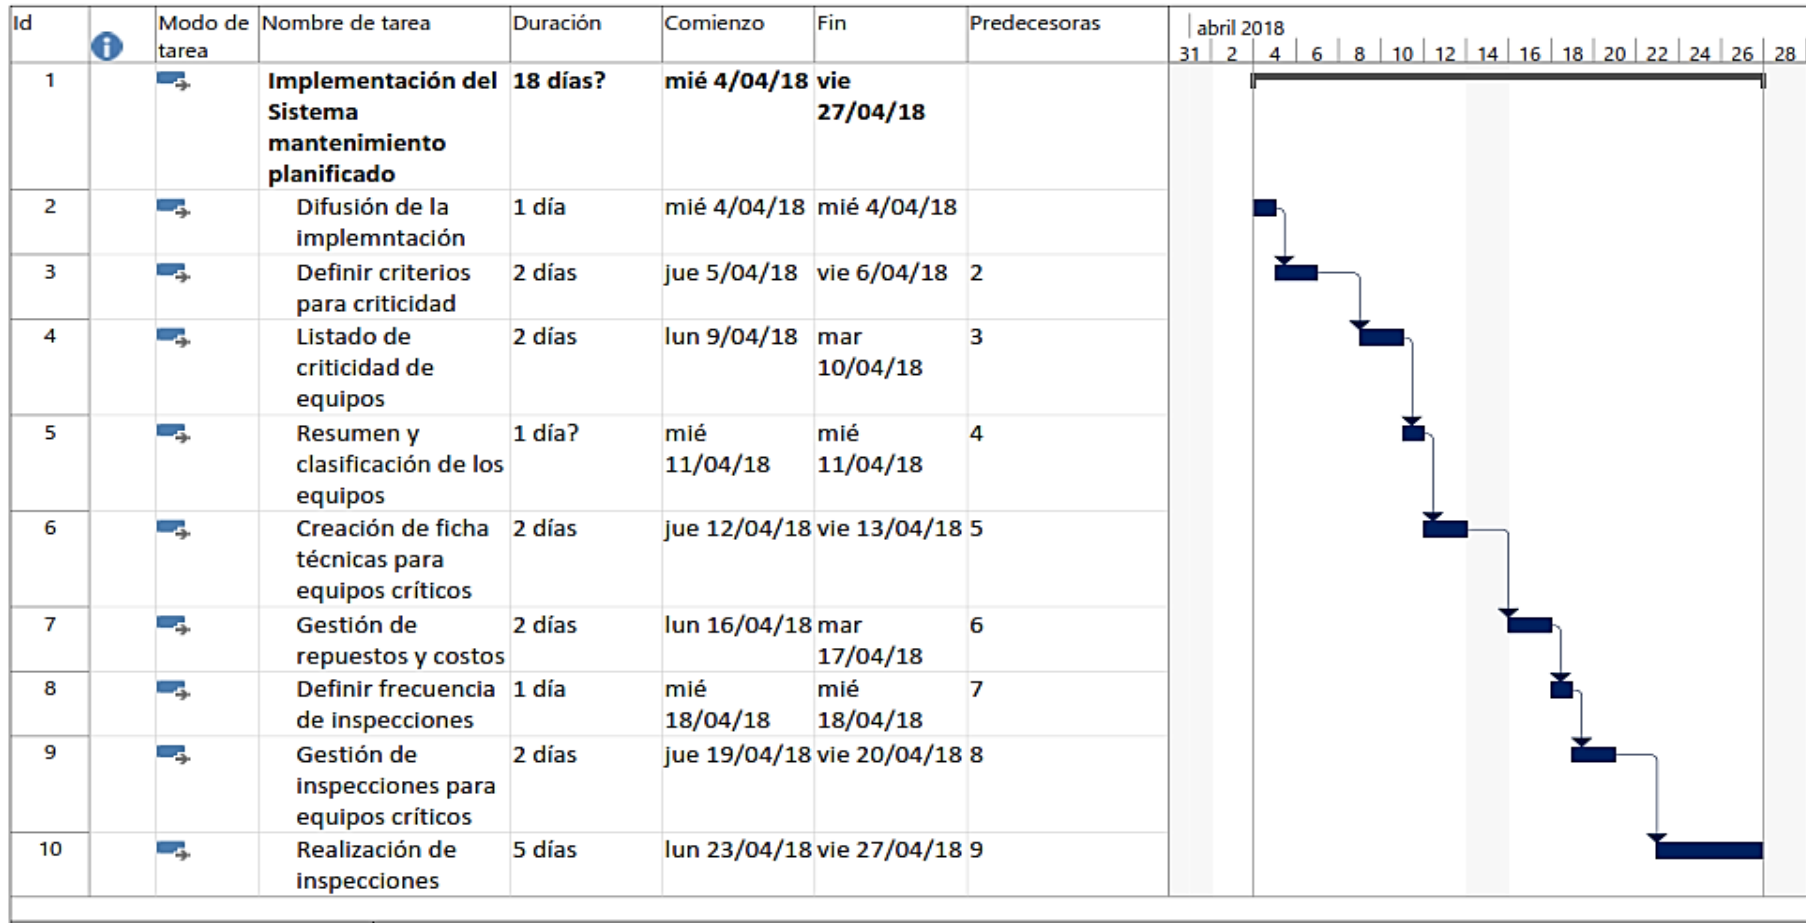 Id Modo de tarea Nombre de tarea Duración Comienzo Fin Predecesoras
abril 2018
31 2 4 6 8 10 12 14 16 18 20 22 24 26 28
1 Implementación del 18 días? mié 4/04/18 vie
Sistema 27/04/18
mantenimiento
planificado
2 Difusión de la 1 día mié 4/04/18 mié 4/04/18
implemntación
3 Definir criterios 2 días jue 5/04/18 vie 6/04/18 2
para criticidad
4 Listado de 2 días lun 9/04/18 mar 3
criticidad de 10/04/18
equipos
5 Resumen y 1 día? mié mié 4
clasificación de los 11/04/18 11/04/18
equipos
6 Creación de ficha 2 días jue 12/04/18 vie 13/04/18 5
técnicas para
equipos críticos
7 Gestión de 2 días lun 16/04/18 mar 6
repuestos y costos 17/04/18
8 Definir frecuencia 1 día mié mié 7
de inspecciones 18/04/18 18/04/18
9 Gestión de 2 días jue 19/04/18 vie 20/04/18 8
inspecciones para
equipos críticos
10 Realización de 5 días lun 23/04/18 vie 27/04/18 9
inspecciones